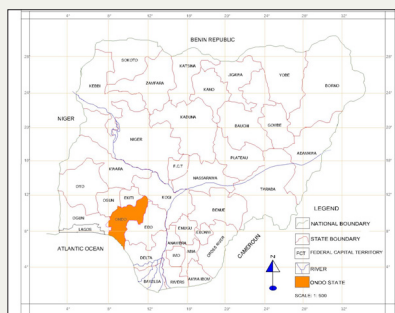 BENIN REPUBLIC
SOKOTO
KATSINA
KEBBI
ZAMFARA
KANO
JIGAWA
YOBE
BORNO
NIGER
KADUNA
NIGER
BAUCHI
GOMBE
PLATEAU
ADAMAWA
KWARA
F.C.T
NASSARAWA
OYO
TARABA
OSUN
EKITI
KOGI
BENUE
OGUN
LAGOS
EDO
ENUGU
EBONYI
ATLANTIC OCEAN
ANAMBRA
CROSS RIVER
CAMEROUN
DELTA
IMO
ABIA
BAYELSA
RIVERS
AKWA IBOM
N
LEGEND
NATIONAL BOUNDARY
STATE BOUNDARY
FCT FEDERAL CAPITAL TERRITORY
RIVER
ONDO STATE
SCALE: 1: 500